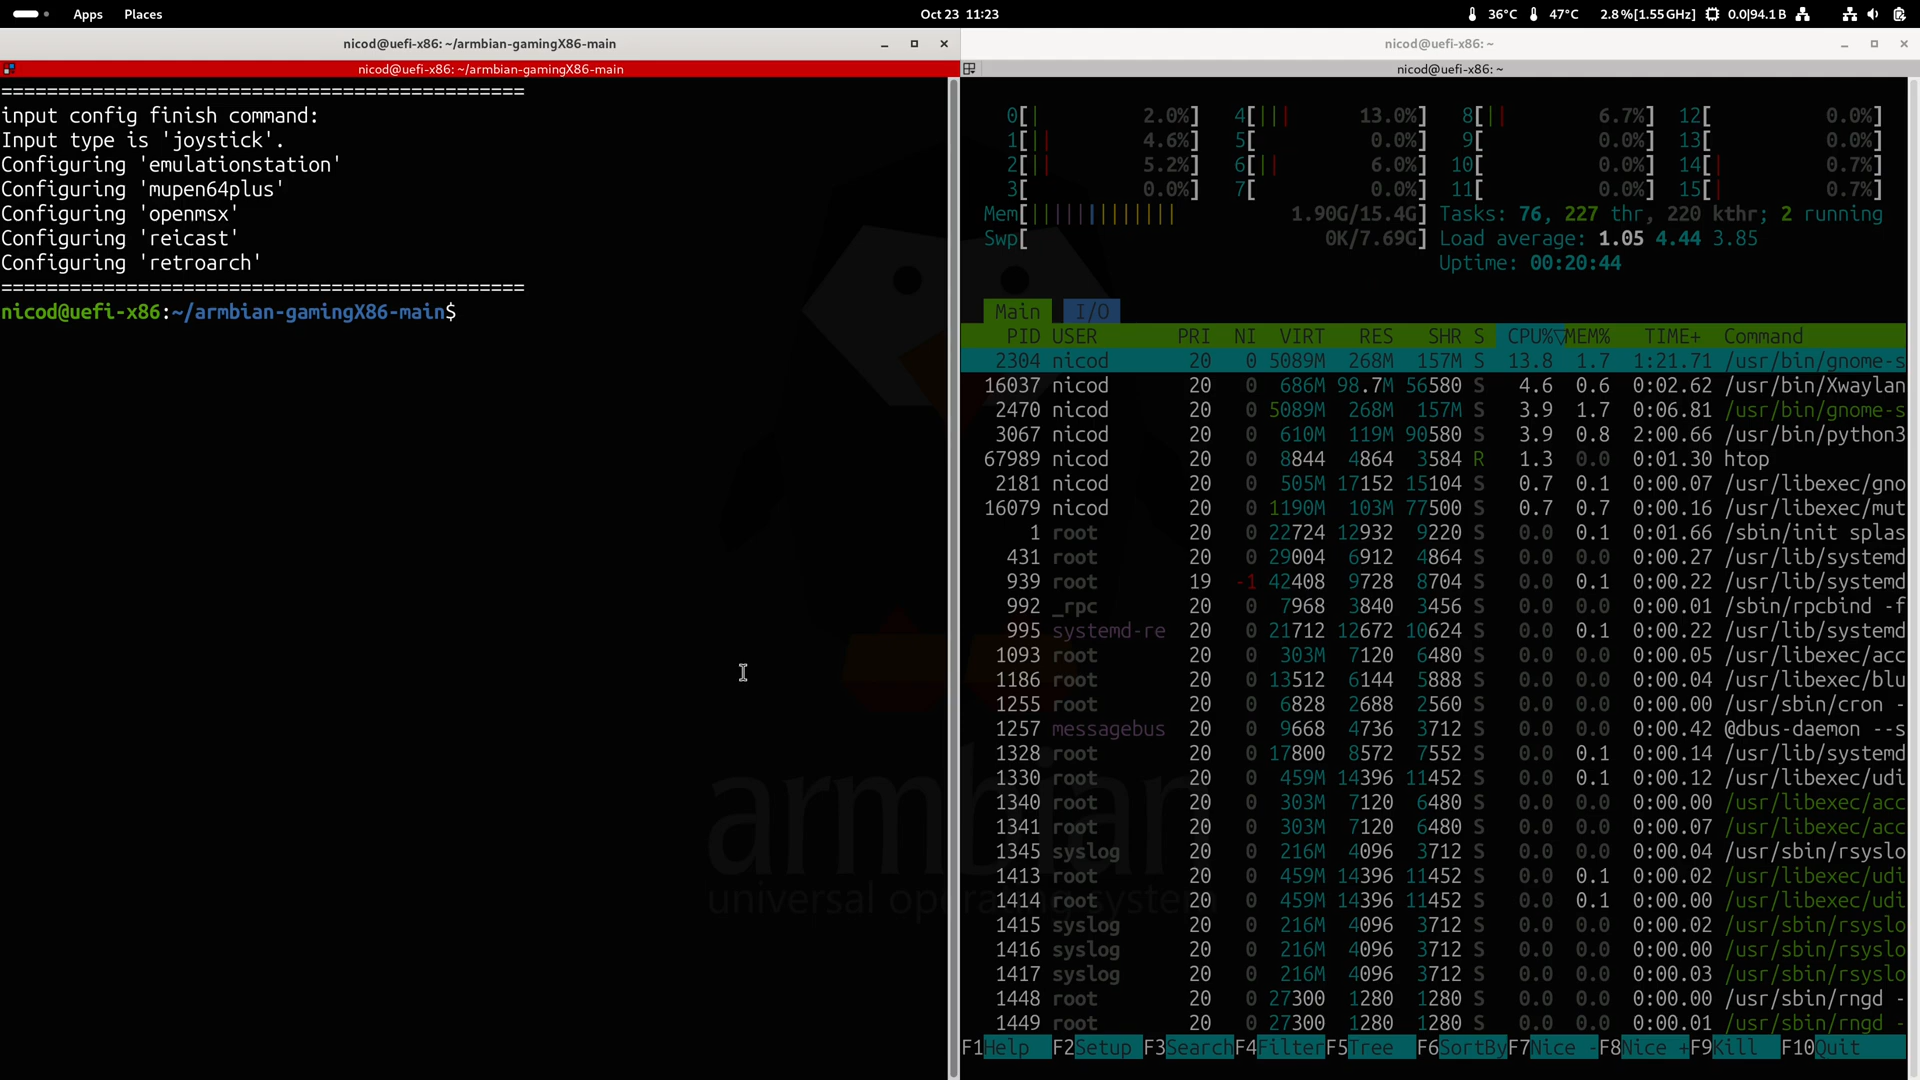 Apps Places Oct 23 11:23 36°C 47°C 2.8%[1.55GHz] 0.0|94.1B
nicod@uefi-x86: ~/armbian-gamingX86-main
nicod@uefi-x86: ~/armbian-gamingX86-main
==============================================
input config finish command:
Input type is 'joystick'.
Configuring 'emulationstation'
Configuring 'mupen64plus'
Configuring 'openmsx'
Configuring 'reicast'
Configuring 'retroarch'
==============================================
nicod@uefi-x86:~/armbian-gamingX86-main$
nicod@uefi-x86: ~
nicod@uefi-x86: ~
0[| 2.0%] 4[||| 13.0%] 8[|| 6.7%] 12[ 0.0%]
1[|| 4.6%] 5[ 0.0%] 9[ 0.0%] 13[ 0.0%]
2[|| 5.2%] 6[|| 6.0%] 10[ 0.0%] 14[| 0.7%]
3[ 0.0%] 7[ 0.0%] 11[ 0.0%] 15[| 0.7%]
Mem[||||||||||||| 1.90G/15.4G] Tasks: 76, 227 thr, 220 kthr; 2 running
Swp[ 0K/7.69G] Load average: 1.05 4.44 3.85
Uptime: 00:20:44
Main I/O
PID USER PRI NI VIRT RES SHR S CPU%▽MEM% TIME+ Command
2304 nicod 20 0 5089M 268M 157M S 13.8 1.7 1:21.71 /usr/bin/gnome-s
16037 nicod 20 0 686M 98.7M 56580 S 4.6 0.6 0:02.62 /usr/bin/Xwaylan
2470 nicod 20 0 5089M 268M 157M S 3.9 1.7 0:06.81 /usr/bin/gnome-s
3067 nicod 20 0 610M 119M 90580 S 3.9 0.8 2:00.66 /usr/bin/python3
67989 nicod 20 0 8844 4864 3584 R 1.3 0.0 0:01.30 htop
2181 nicod 20 0 505M 17152 15104 S 0.7 0.1 0:00.07 /usr/libexec/gno
16079 nicod 20 0 1190M 103M 77500 S 0.7 0.7 0:00.16 /usr/libexec/mut
1 root 20 0 22724 12932 9220 S 0.0 0.1 0:01.66 /sbin/init splas
431 root 20 0 29004 6912 4864 S 0.0 0.0 0:00.27 /usr/lib/systemd
939 root 19 -1 42408 9728 8704 S 0.0 0.1 0:00.22 /usr/lib/systemd
992 _rpc 20 0 7968 3840 3456 S 0.0 0.0 0:00.01 /sbin/rpcbind -f
995 systemd-re 20 0 21712 12672 10624 S 0.0 0.1 0:00.22 /usr/lib/systemd
1093 root 20 0 303M 7120 6480 S 0.0 0.0 0:00.05 /usr/libexec/acc
1186 root 20 0 13512 6144 5888 S 0.0 0.0 0:00.04 /usr/libexec/blu
1255 root 20 0 6828 2688 2560 S 0.0 0.0 0:00.00 /usr/sbin/cron -
1257 messagebus 20 0 9668 4736 3712 S 0.0 0.0 0:00.42 @dbus-daemon --s
1328 root 20 0 17800 8572 7552 S 0.0 0.1 0:00.14 /usr/lib/systemd
1330 root 20 0 459M 14396 11452 S 0.0 0.1 0:00.12 /usr/libexec/udi
1340 root 20 0 303M 7120 6480 S 0.0 0.0 0:00.00 /usr/libexec/acc
1341 root 20 0 303M 7120 6480 S 0.0 0.0 0:00.07 /usr/libexec/acc
1345 syslog 20 0 216M 4096 3712 S 0.0 0.0 0:00.04 /usr/sbin/rsyslo
1413 root 20 0 459M 14396 11452 S 0.0 0.1 0:00.02 /usr/libexec/udi
1414 root 20 0 459M 14396 11452 S 0.0 0.1 0:00.00 /usr/libexec/udi
1415 syslog 20 0 216M 4096 3712 S 0.0 0.0 0:00.02 /usr/sbin/rsyslo
1416 syslog 20 0 216M 4096 3712 S 0.0 0.0 0:00.00 /usr/sbin/rsyslo
1417 syslog 20 0 216M 4096 3712 S 0.0 0.0 0:00.03 /usr/sbin/rsyslo
1448 root 20 0 27300 1280 1280 S 0.0 0.0 0:00.00 /usr/sbin/rngd -
1449 root 20 0 27300 1280 1280 S 0.0 0.0 0:00.01 /usr/sbin/rngd -
F1Help F2Setup F3SearchF4FilterF5Tree F6SortByF7Nice -F8Nice +F9Kill F10Quit
armbian
universal operating system